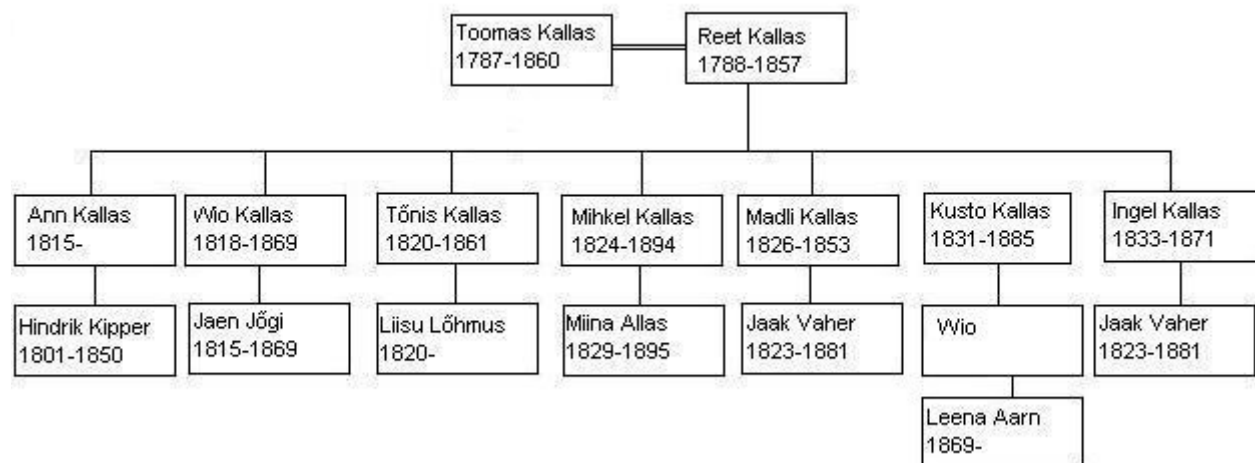 Toomas Kallas
1787-1860
Reet Kallas
1788-1857
Ann Kallas
1815-
Wio Kallas
1818-1869
Tőnis Kallas
1820-1861
Mihkel Kallas
1824-1894
Madli Kallas
1826-1853
Kusto Kallas
1831-1885
Ingel Kallas
1833-1871
Hindrik Kipper
1801-1850
Jaen Jőgi
1815-1869
Liisu Lőhmus
1820-
Miina Allas
1829-1895
Jaak Vaher
1823-1881
Wio
Jaak Vaher
1823-1881
Leena Aarn
1869-